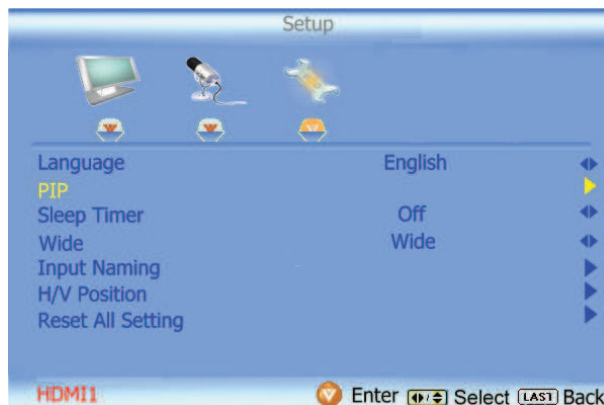 Setup
Language English
PIP
Sleep Timer Off
Wide Wide
Input Naming
H/V Position
Reset All Setting
HDMI1 Enter Select LAST Back